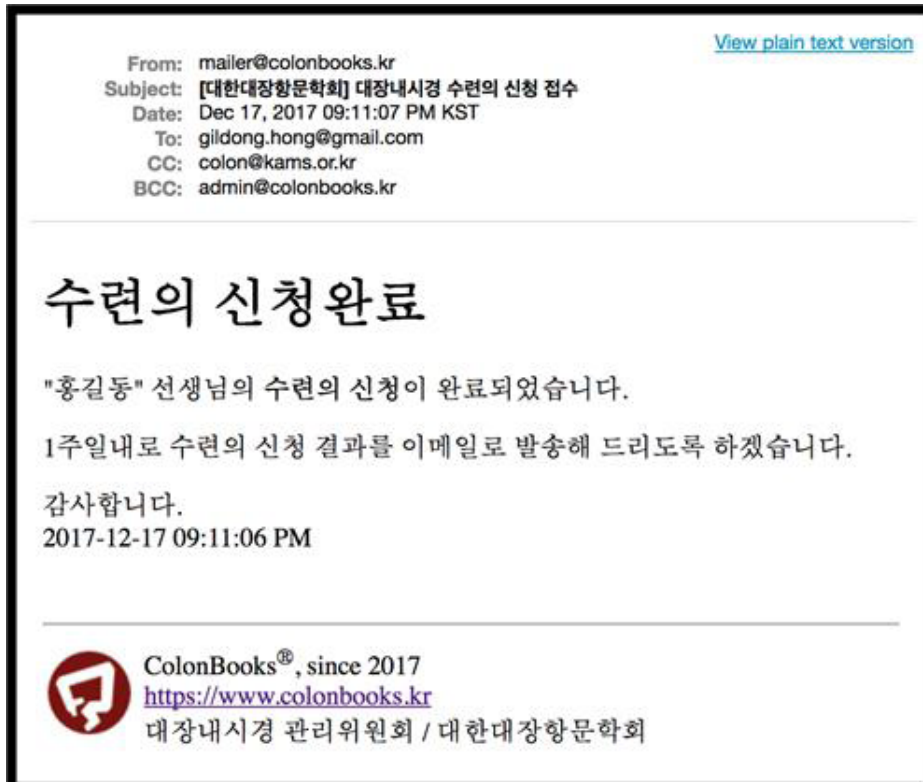 View plain text version
From: mailer@colonbooks.kr
Subject: [대한대장항문학회] 대장내시경 수련의 신청 접수
Date: Dec 17, 2017 09:11:07 PM KST
To: gildong.hong@gmail.com
CC: colon@kams.or.kr
BCC: admin@colonbooks.kr
수련의 신청완료
"홍길동" 선생님의 수련의 신청이 완료되었습니다.
1주일내로 수련의 신청 결과를 이메일로 발송해 드리도록 하겠습니다.
감사합니다.
2017-12-17 09:11:06 PM
ColonBooks®, since 2017
https://www.colonbooks.kr
대장내시경 관리위원회 / 대한대장항문학회